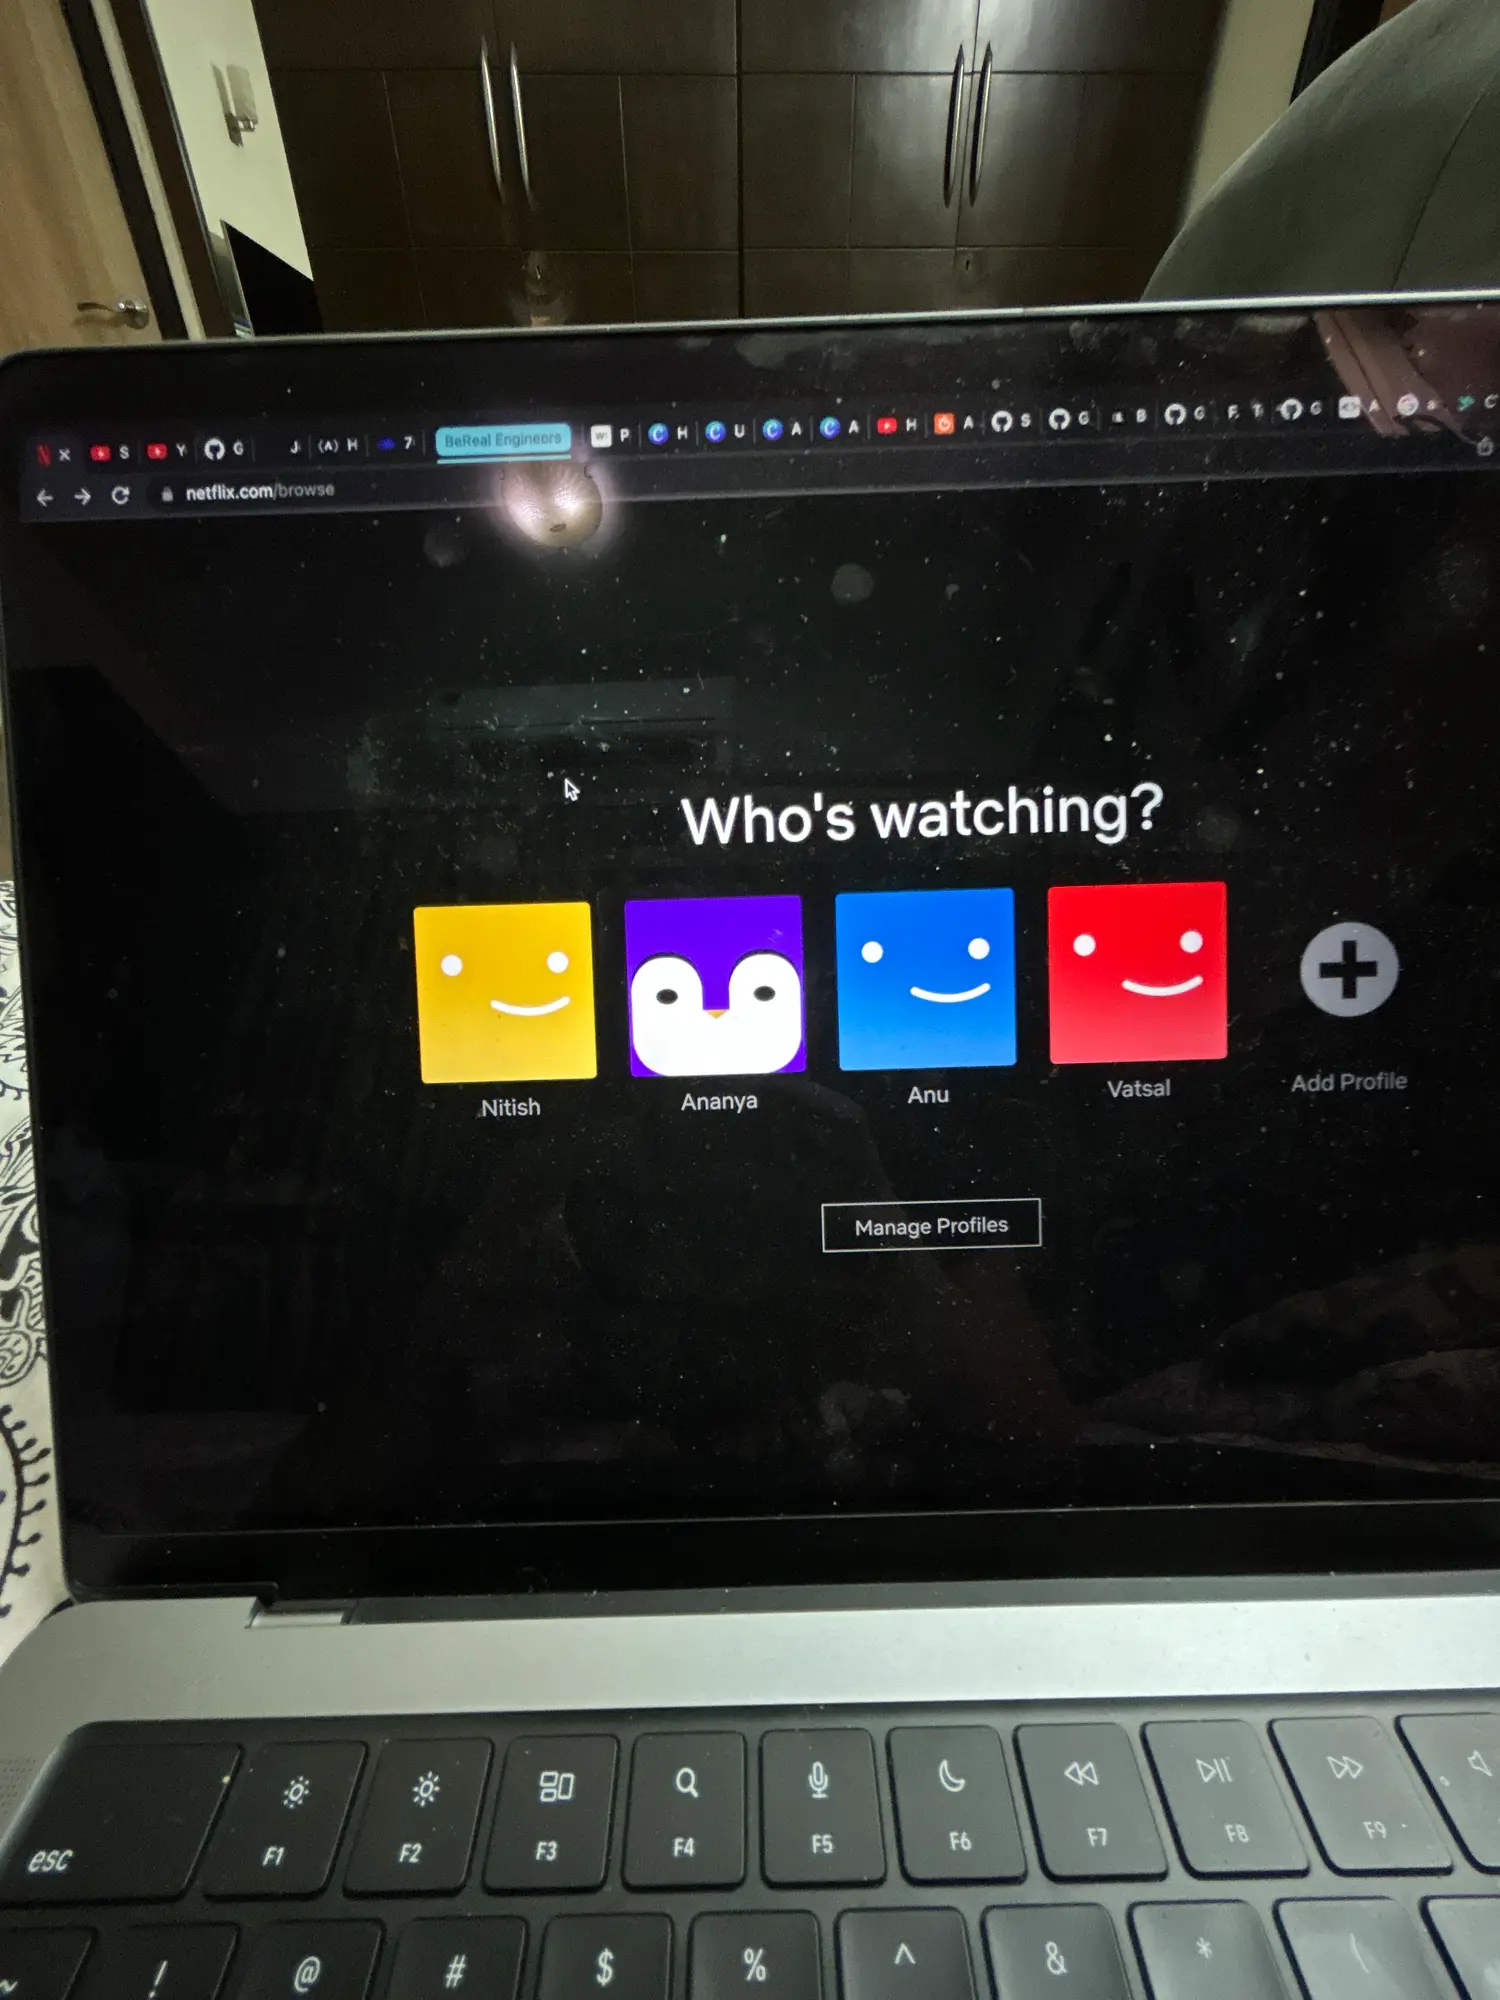 S Y G J (A) H 7 BeReal Engineers W! P C H C U C A C A H A S G B G F. T G A a C
netflix.com/browse
Who's watching?
Nitish Ananya Anu Vatsal Add Profile
Manage Profiles
esc F1 F2 F3 F4 F5 F6 F7 F8 F9
~ ! @ # $ % ^ & * (